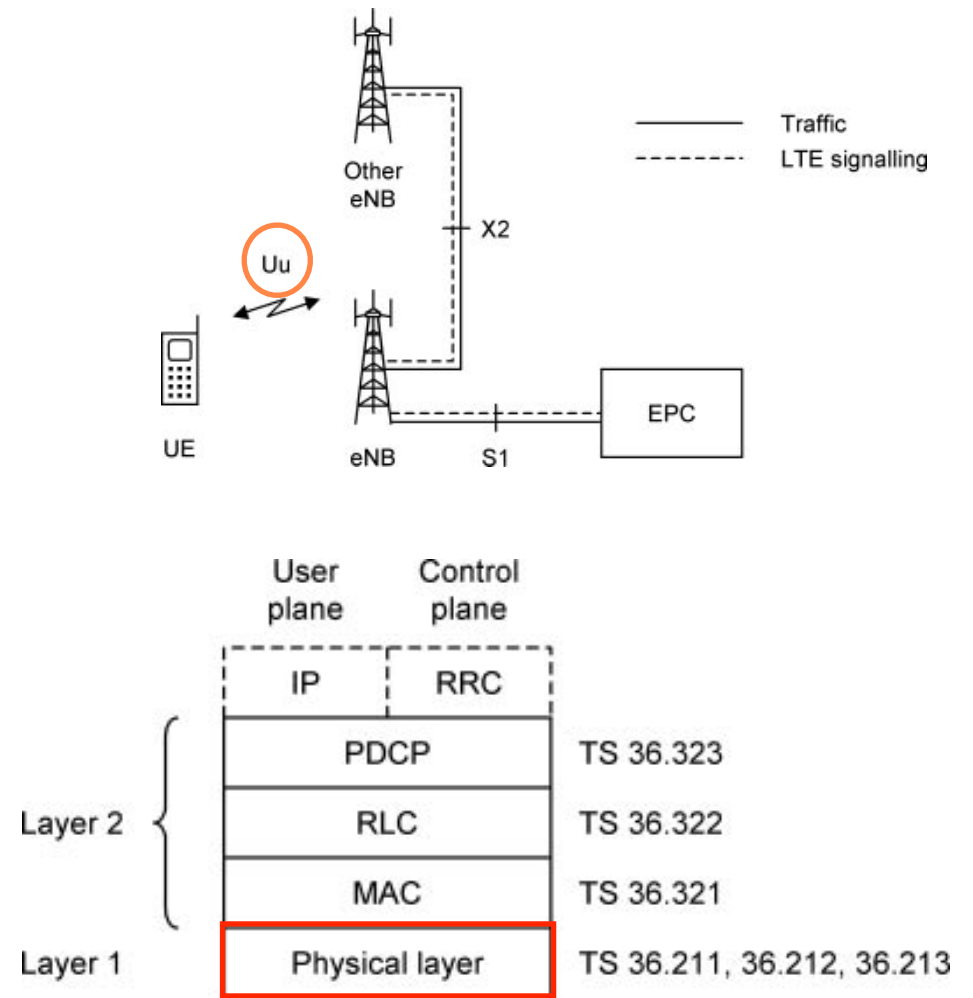 Traffic
LTE signalling
Other
eNB
X2
Uu
UE
eNB
S1
EPC
User
plane
Control
plane
IP
RRC
PDCP
TS 36.323
Layer 2
RLC
TS 36.322
MAC
TS 36.321
Layer 1
Physical layer
TS 36.211, 36.212, 36.213